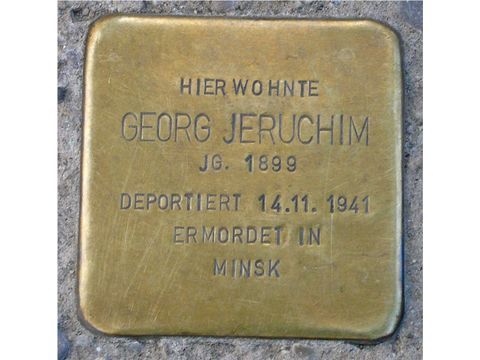 HIER WOHNTE
GEORG JERUCHIM
JG. 1899
DEPORTIERT 14.11.1941
ERMORDET IN
MINSK